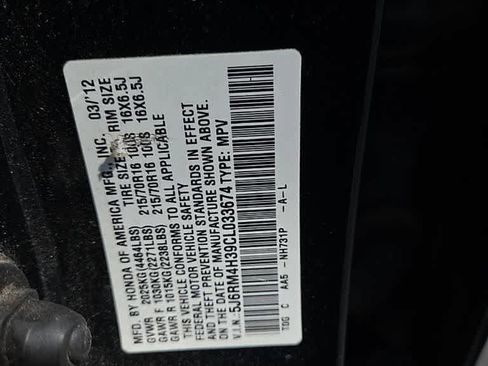 MFD. BY HONDA OF AMERICA MFG., INC. 03/'12
TIRE SIZE RIM SIZE
GVWR 2025KG(4464LBS) 215/70R16 100S 16X6.5J
GAWR F 1030KG(2271LBS) 215/70R16 100S 16X6.5J
GAWR R 1015KG(2238LBS)
THIS VEHICLE CONFORMS TO ALL APPLICABLE
FEDERAL MOTOR VEHICLE SAFETY
AND THEFT PREVENTION STANDARDS IN EFFECT
ON THE DATE OF MANUFACTURE SHOWN ABOVE.
V.I.N.:5J6RM4H39CL033674 TYPE: MPV
TOG C AA5 -NH731P -A-L